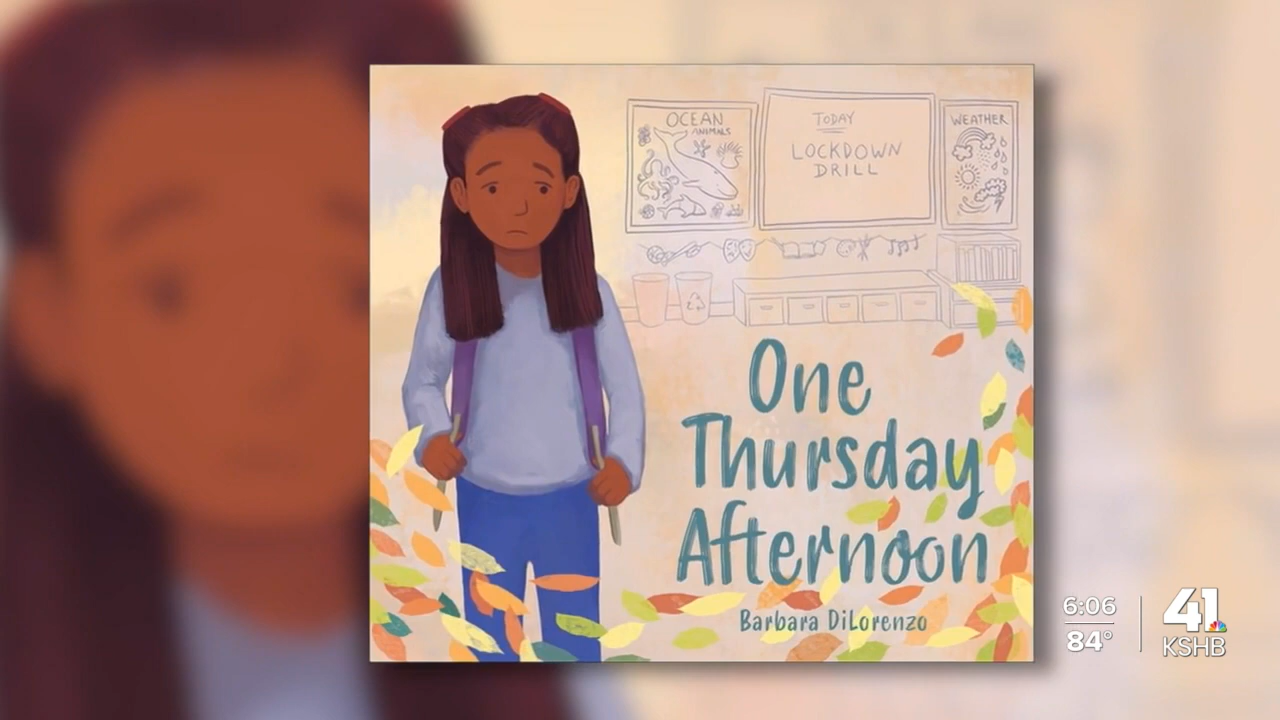 OCEAN
ANIMALS
TODAY
LOCKDOWN
DRILL
WEATHER
One
Thursday
Afternoon
Barbara DiLorenzo
6:06
84°
41
KSHB